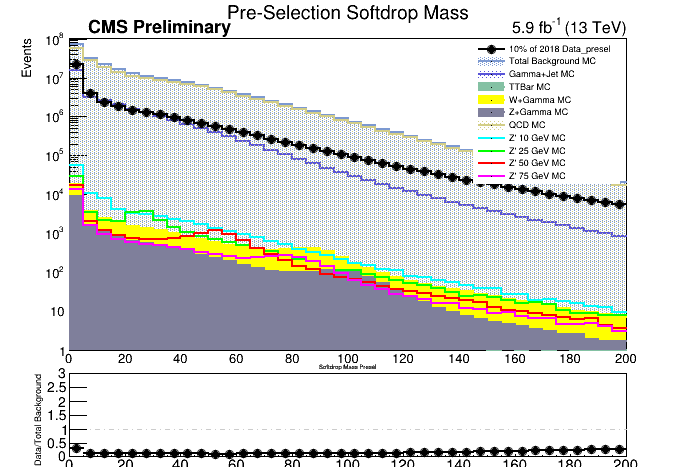 Pre-Selection Softdrop Mass
CMS Preliminary
5.9 fb⁻¹ (13 TeV)
Events
10⁸
10⁷
10⁶
10⁵
10⁴
10³
10²
10
1
10% of 2018 Data_presel
Total Background MC
Gamma+Jet MC
TTBar MC
W+Gamma MC
Z+Gamma MC
QCD MC
Z' 10 GeV MC
Z' 25 GeV MC
Z' 50 GeV MC
Z' 75 GeV MC
0 20 40 60 80 100 120 140 160 180 200
Softdrop Mass Presel
Data/Total Background
3
2.5
2
1.5
1
0.5
0
0 20 40 60 80 100 120 140 160 180 200